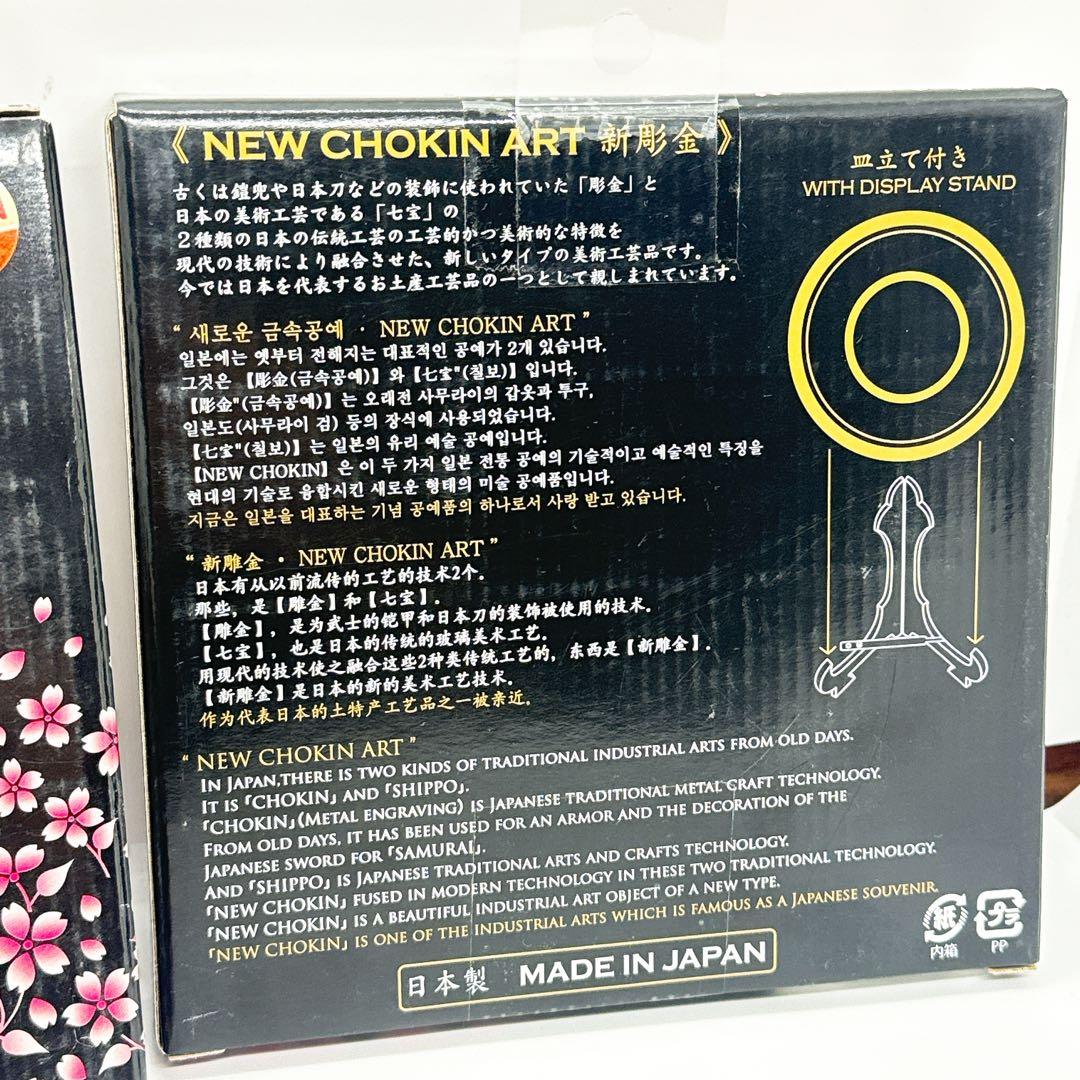 《 NEW CHOKIN ART 新彫金 》
古くは鎧兜や日本刀などの装飾に使われていた「彫金」と
日本の美術工芸である「七宝」の
2種類の日本の伝統工芸の工芸的かつ美術的な特徴を
現代の技術により融合させた、新しいタイプの美術工芸品です。
今では日本を代表するお土産工芸品の一つとして親しまれています。
皿立て付き
WITH DISPLAY STAND
“ 새로운 금속공예 · NEW CHOKIN ART ”
일본에는 옛부터 전해지는 대표적인 공예가 2개 있습니다.
그것은 【彫金(금속공예)】와【七宝"(칠보)】입니다.
【彫金"(금속공예)】는 오래전 사무라이의 갑옷과 투구,
일본도(사무라이 검) 등의 장식에 사용되었습니다.
【七宝"(칠보)】는 일본의 유리 예술 공예입니다.
【NEW CHOKIN】은 이 두 가지 일본 전통 공예의 기술적이고 예술적인 특징을
현대의 기술로 융합시킨 새로운 형태의 미술 공예품입니다.
지금은 일본을 대표하는 기념 공예품의 하나로서 사랑 받고 있습니다.
“ 新雕金 · NEW CHOKIN ART ”
日本有从以前流传的工艺的技术2个。
那些，是【雕金】和【七宝】。
【雕金】，是为武士的铠甲和日本刀的装饰被使用的技术。
【七宝】，也是日本的传统的玻璃美术工艺。
用现代的技术使之融合这些2种类传统工艺的，东西是【新雕金】.
【新雕金】是日本的新的美术工艺技术.
作为代表日本的土特产工艺品之一被亲近。
“ NEW CHOKIN ART ”
IN JAPAN,THERE IS TWO KINDS OF TRADITIONAL INDUSTRIAL ARTS FROM OLD DAYS.
IT IS「CHOKIN」AND「SHIPPO」.
「CHOKIN」(METAL ENGRAVING) IS JAPANESE TRADITIONAL METAL CRAFT TECHNOLOGY.
FROM OLD DAYS, IT HAS BEEN USED FOR AN ARMOR AND THE DECORATION OF THE
JAPANESE SWORD FOR「SAMURAI」.
AND「SHIPPO」IS JAPANESE TRADITIONAL ARTS AND CRAFTS TECHNOLOGY.
「NEW CHOKIN」FUSED IN MODERN TECHNOLOGY IN THESE TWO TRADITIONAL TECHNOLOGY.
「NEW CHOKIN」IS A BEAUTIFUL INDUSTRIAL ART OBJECT OF A NEW TYPE.
「NEW CHOKIN」IS ONE OF THE INDUSTRIAL ARTS WHICH IS FAMOUS AS A JAPANESE SOUVENIR.
日本製 MADE IN JAPAN
紙 プラ
内箱 PP